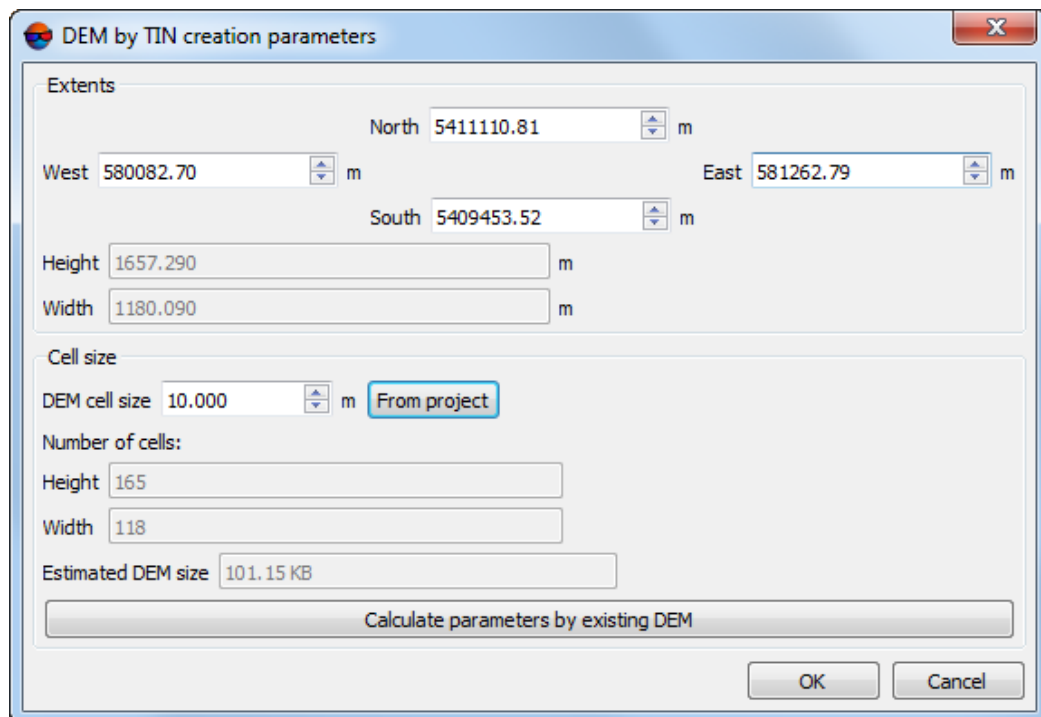 DEM by TIN creation parameters
Extents
North 5411110.81 m
West 580082.70 m East 581262.79 m
South 5409453.52 m
Height 1657.290 m
Width 1180.090 m
Cell size
DEM cell size 10.000 m From project
Number of cells:
Height 165
Width 118
Estimated DEM size 101.15 KB
Calculate parameters by existing DEM
OK Cancel